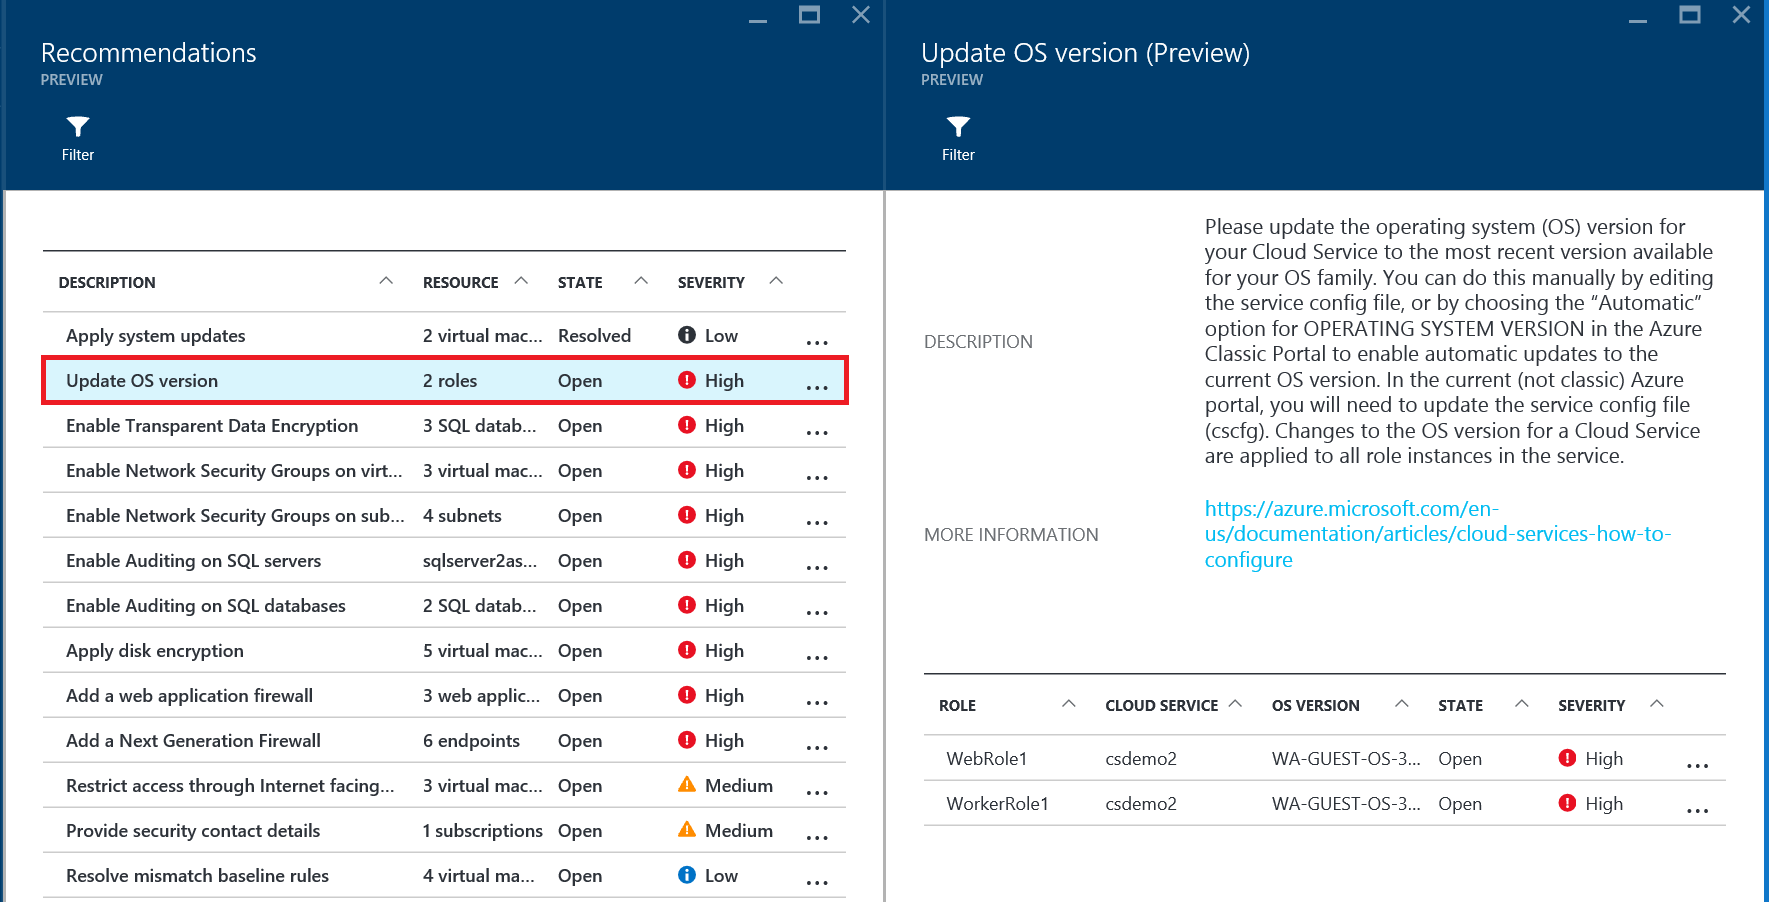 Recommendations
PREVIEW
Filter
DESCRIPTION RESOURCE STATE SEVERITY
Apply system updates 2 virtual mac... Resolved Low ...
Update OS version 2 roles Open High ...
Enable Transparent Data Encryption 3 SQL datab... Open High ...
Enable Network Security Groups on virt... 3 virtual mac... Open High ...
Enable Network Security Groups on sub... 4 subnets Open High ...
Enable Auditing on SQL servers sqlserver2as... Open High ...
Enable Auditing on SQL databases 2 SQL datab... Open High ...
Apply disk encryption 5 virtual mac... Open High ...
Add a web application firewall 3 web applic... Open High ...
Add a Next Generation Firewall 6 endpoints Open High ...
Restrict access through Internet facing... 3 virtual mac... Open Medium ...
Provide security contact details 1 subscriptions Open Medium ...
Resolve mismatch baseline rules 4 virtual ma... Open Low ...
Update OS version (Preview)
PREVIEW
Filter
DESCRIPTION
Please update the operating system (OS) version for
your Cloud Service to the most recent version available
for your OS family. You can do this manually by editing
the service config file, or by choosing the “Automatic”
option for OPERATING SYSTEM VERSION in the Azure
Classic Portal to enable automatic updates to the
current OS version. In the current (not classic) Azure
portal, you will need to update the service config file
(cscfg). Changes to the OS version for a Cloud Service
are applied to all role instances in the service.
MORE INFORMATION
https://azure.microsoft.com/en-
us/documentation/articles/cloud-services-how-to-
configure
ROLE CLOUD SERVICE OS VERSION STATE SEVERITY
WebRole1 csdemo2 WA-GUEST-OS-3... Open High ...
WorkerRole1 csdemo2 WA-GUEST-OS-3... Open High ...